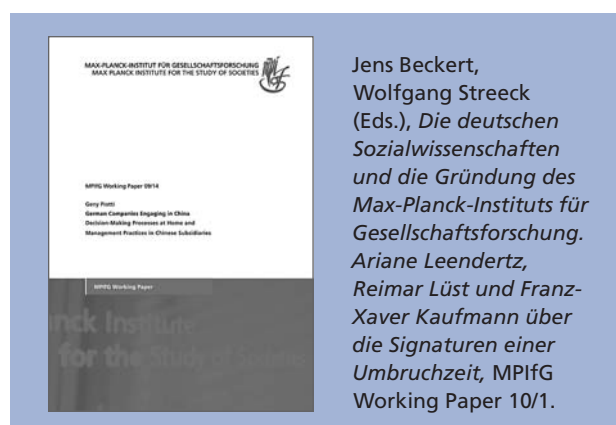 MAX-PLANCK-INSTITUT FÜR GESELLSCHAFTSFORSCHUNG
MAX PLANCK INSTITUTE FOR THE STUDY OF SOCIETIES
MPIfG Working Paper 09/14
Geny Piotti
German Companies Engaging in China
Decision-Making Processes at Home and
Management Practices in Chinese Subsidiaries
MPIfG Working Paper
nck Institute
for the Study of Societies
Jens Beckert,
Wolfgang Streeck
(Eds.), Die deutschen
Sozialwissenschaften
und die Gründung des
Max-Planck-Instituts für
Gesellschaftsforschung.
Ariane Leendertz,
Reimar Lüst und Franz-
Xaver Kaufmann über
die Signaturen einer
Umbruchzeit, MPIfG
Working Paper 10/1.